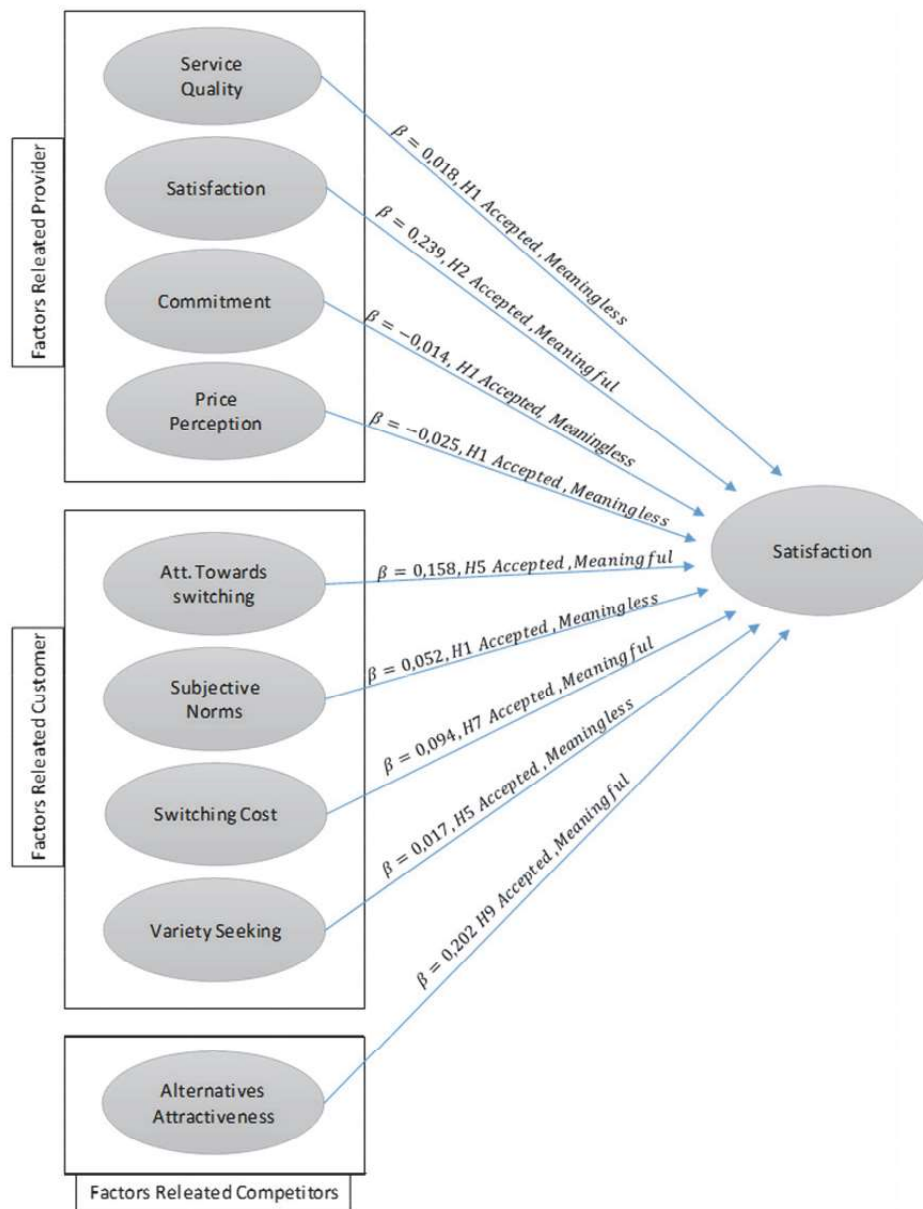 Factors Releated Provider
Service
Quality
Satisfaction
Commitment
Price
Perception
β = 0,018, H1 Accepted, Meaningless
β = 0,239, H2 Accepted, Meaningful
β = −0,014, H1 Accepted, Meaningless
β = −0,025, H1 Accepted, Meaningless
Factors Releated Customer
Att. Towards
switching
Subjective
Norms
Switching Cost
Variety Seeking
β = 0,158, H5 Accepted, Meaningful
β = 0,052, H1 Accepted, Meaningless
β = 0,094, H7 Accepted, Meaningful
β = 0,017, H5 Accepted, Meaningless
β = 0,202 H9 Accepted, Meaningful
Satisfaction
Alternatives
Attractiveness
Factors Releated Competitors